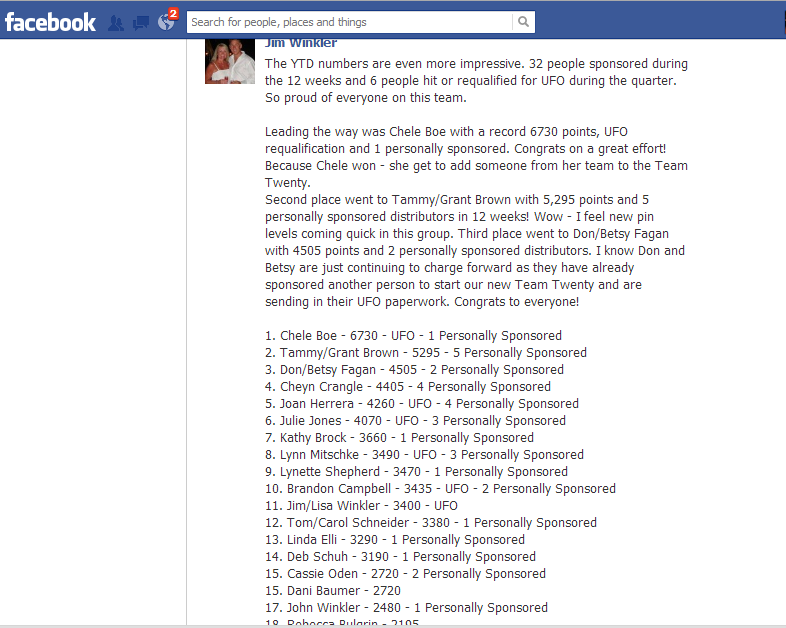 facebook
2
Search for people, places and things
Jim Winkler
The YTD numbers are even more impressive. 32 people sponsored during
the 12 weeks and 6 people hit or requalified for UFO during the quarter.
So proud of everyone on this team.
Leading the way was Chele Boe with a record 6730 points, UFO
requalification and 1 personally sponsored. Congrats on a great effort!
Because Chele won - she get to add someone from her team to the Team
Twenty.
Second place went to Tammy/Grant Brown with 5,295 points and 5
personally sponsored distributors in 12 weeks! Wow - I feel new pin
levels coming quick in this group. Third place went to Don/Betsy Fagan
with 4505 points and 2 personally sponsored distributors. I know Don and
Betsy are just continuing to charge forward as they have already
sponsored another person to start our new Team Twenty and are
sending in their UFO paperwork. Congrats to everyone!
1. Chele Boe - 6730 - UFO - 1 Personally Sponsored
2. Tammy/Grant Brown - 5295 - 5 Personally Sponsored
3. Don/Betsy Fagan - 4505 - 2 Personally Sponsored
4. Cheyn Crangle - 4405 - 4 Personally Sponsored
5. Joan Herrera - 4260 - UFO - 4 Personally Sponsored
6. Julie Jones - 4070 - UFO - 3 Personally Sponsored
7. Kathy Brock - 3660 - 1 Personally Sponsored
8. Lynn Mitschke - 3490 - UFO - 3 Personally Sponsored
9. Lynette Shepherd - 3470 - 1 Personally Sponsored
10. Brandon Campbell - 3435 - UFO - 2 Personally Sponsored
11. Jim/Lisa Winkler - 3400 - UFO
12. Tom/Carol Schneider - 3380 - 1 Personally Sponsored
13. Linda Elli - 3290 - 1 Personally Sponsored
14. Deb Schuh - 3190 - 1 Personally Sponsored
15. Cassie Oden - 2720 - 2 Personally Sponsored
15. Dani Baumer - 2720
17. John Winkler - 2480 - 1 Personally Sponsored
18. Rebecca Bulgrin - 2195